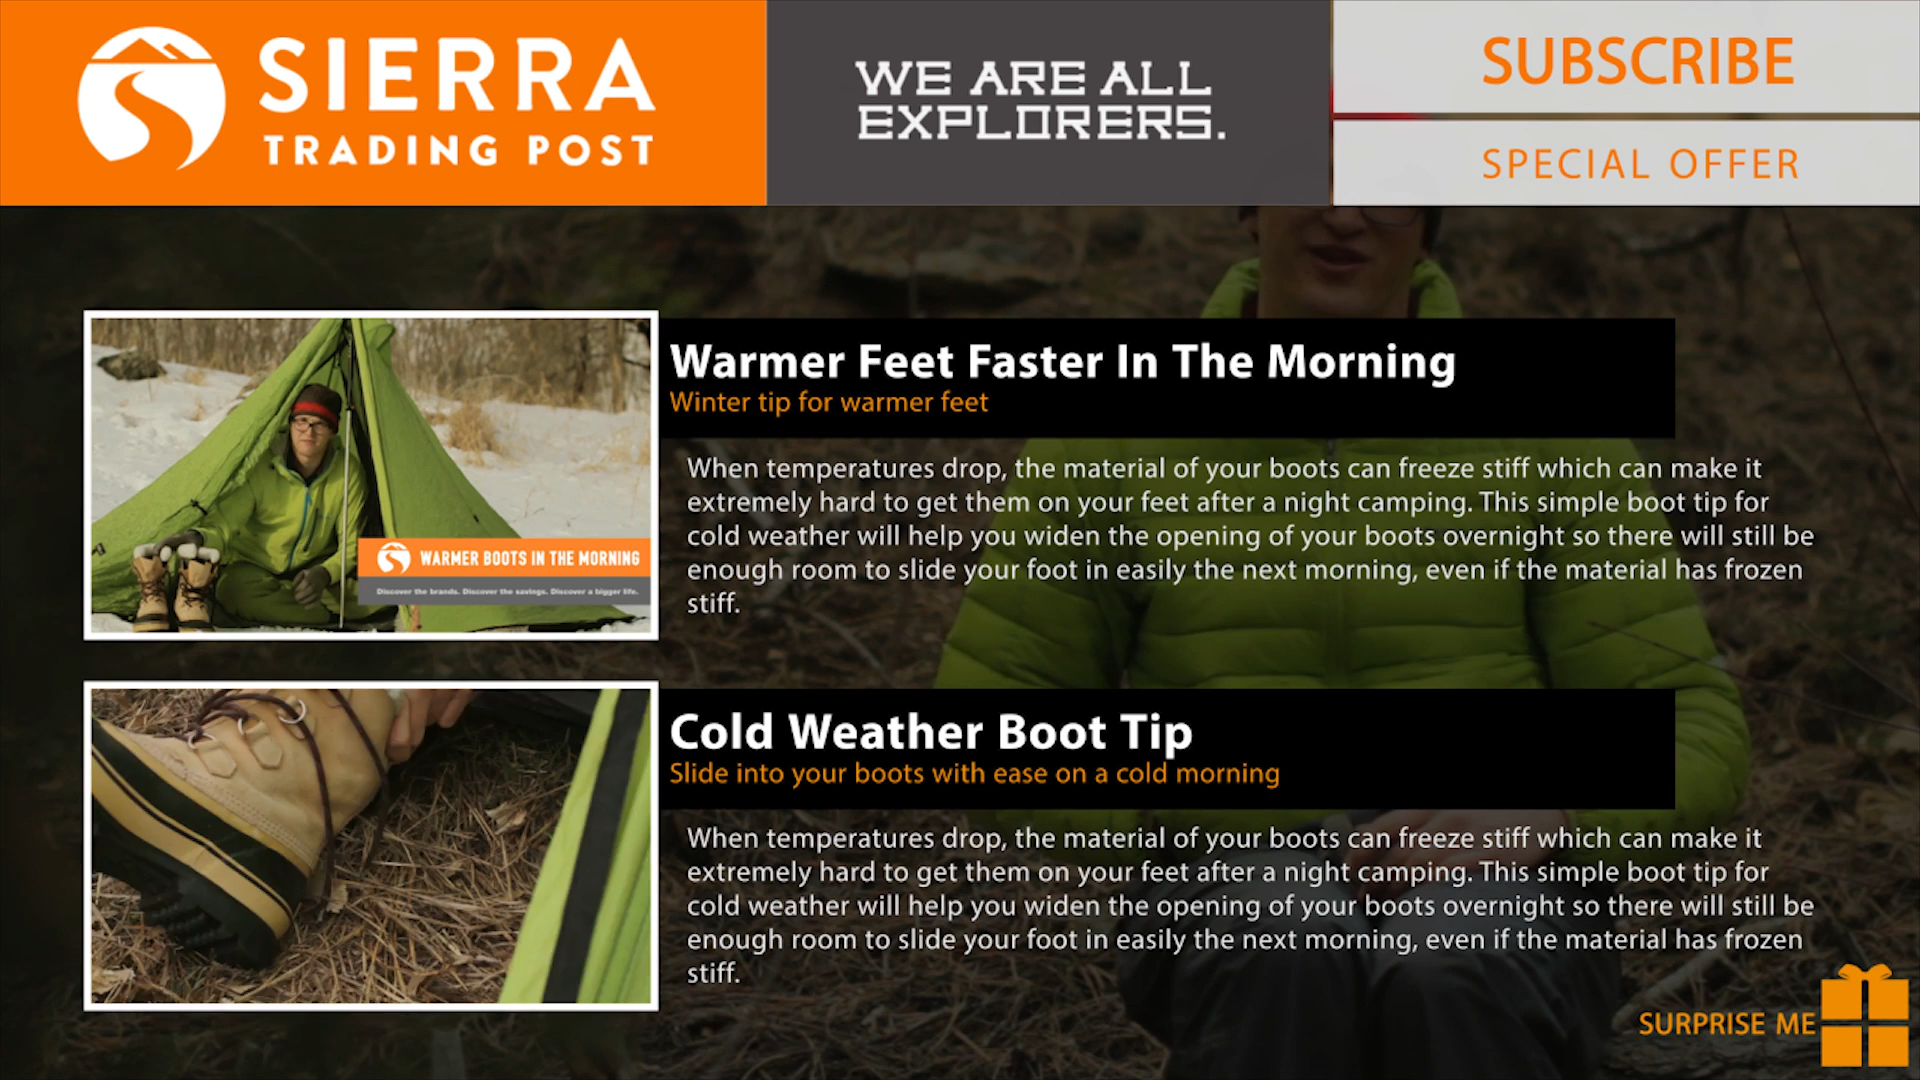 SIERRA
TRADING POST
WE ARE ALL
EXPLORERS.
SUBSCRIBE
SPECIAL OFFER
Warmer Feet Faster In The Morning
Winter tip for warmer feet
When temperatures drop, the material of your boots can freeze stiff which can make it
extremely hard to get them on your feet after a night camping. This simple boot tip for
cold weather will help you widen the opening of your boots overnight so there will still be
enough room to slide your foot in easily the next morning, even if the material has frozen
stiff.
WARMER BOOTS IN THE MORNING
Discover the brands. Discover the savings. Discover a bigger life.
Cold Weather Boot Tip
Slide into your boots with ease on a cold morning
When temperatures drop, the material of your boots can freeze stiff which can make it
extremely hard to get them on your feet after a night camping. This simple boot tip for
cold weather will help you widen the opening of your boots overnight so there will still be
enough room to slide your foot in easily the next morning, even if the material has frozen
stiff.
SURPRISE ME